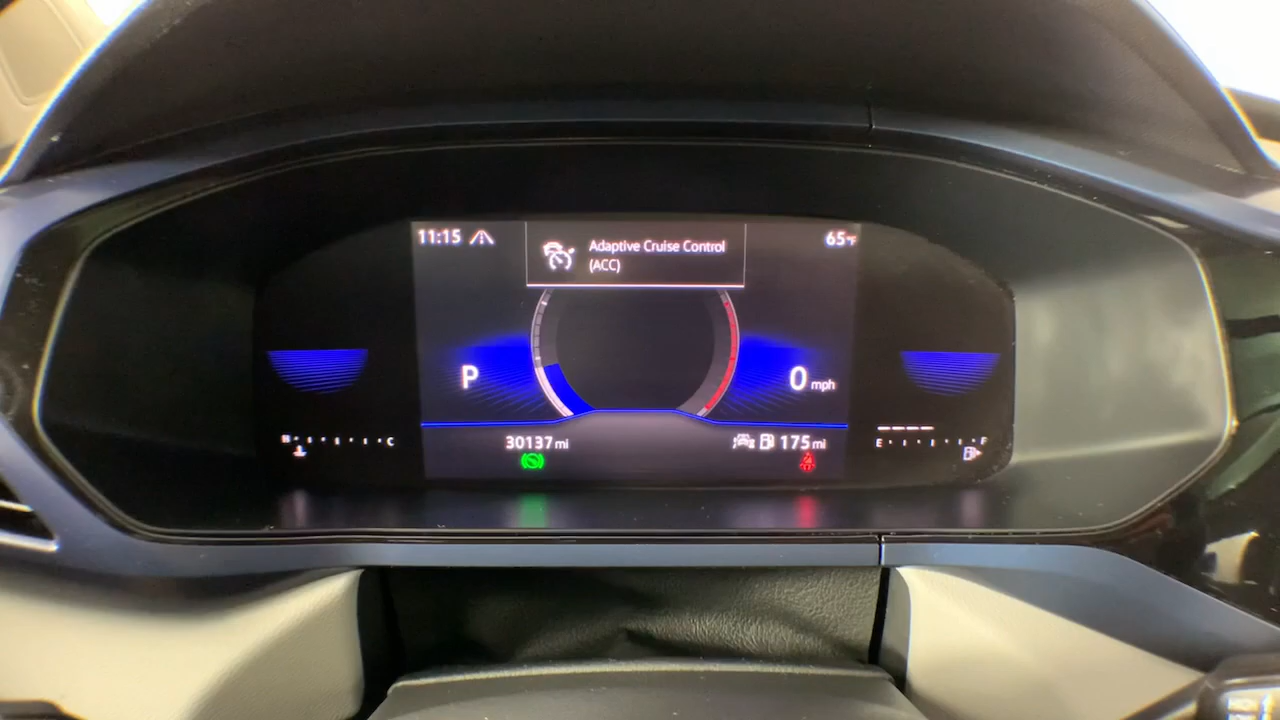 11:15
Adaptive Cruise Control
(ACC)
65°F
P
0 mph
30137 mi
175 mi
H C
E F